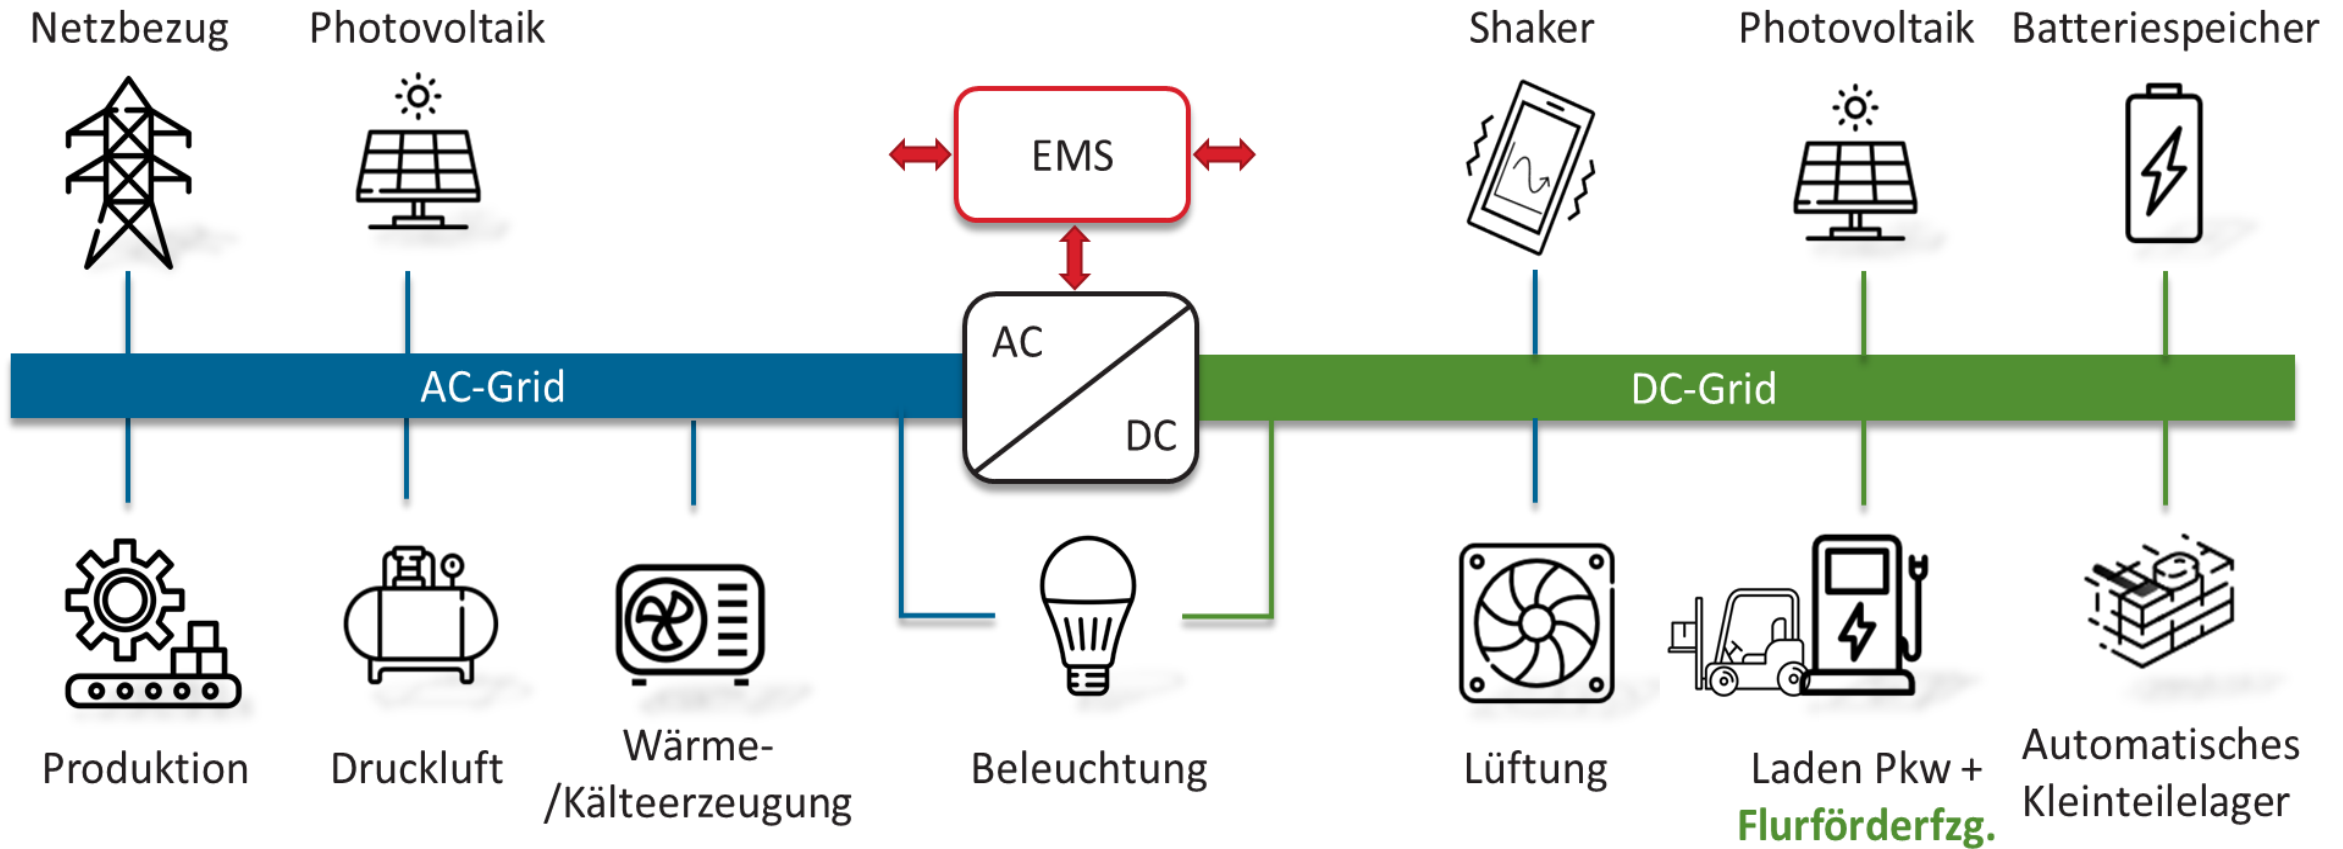 Netzbezug
Photovoltaik
Shaker
Photovoltaik
Batteriespeicher
EMS
AC
DC
AC-Grid
DC-Grid
Produktion
Druckluft
Wärme-
/Kälteerzeugung
Beleuchtung
Lüftung
Laden Pkw +
Flurförderfzg.
Automatisches
Kleinteilelager